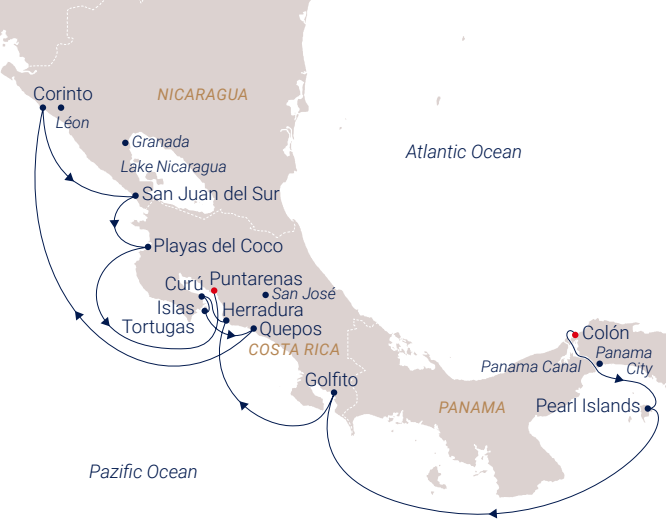 Corinto
NICARAGUA
Léon
Granada
Atlantic Ocean
Lake Nicaragua
San Juan del Sur
Playas del Coco
Curú
Puntarenas
San José
Islas
Tortugas
Herradura
Quepos
COSTA RICA
Colón
Panama
City
Panama Canal
Golfito
PANAMA
Pearl Islands
Pazific Ocean